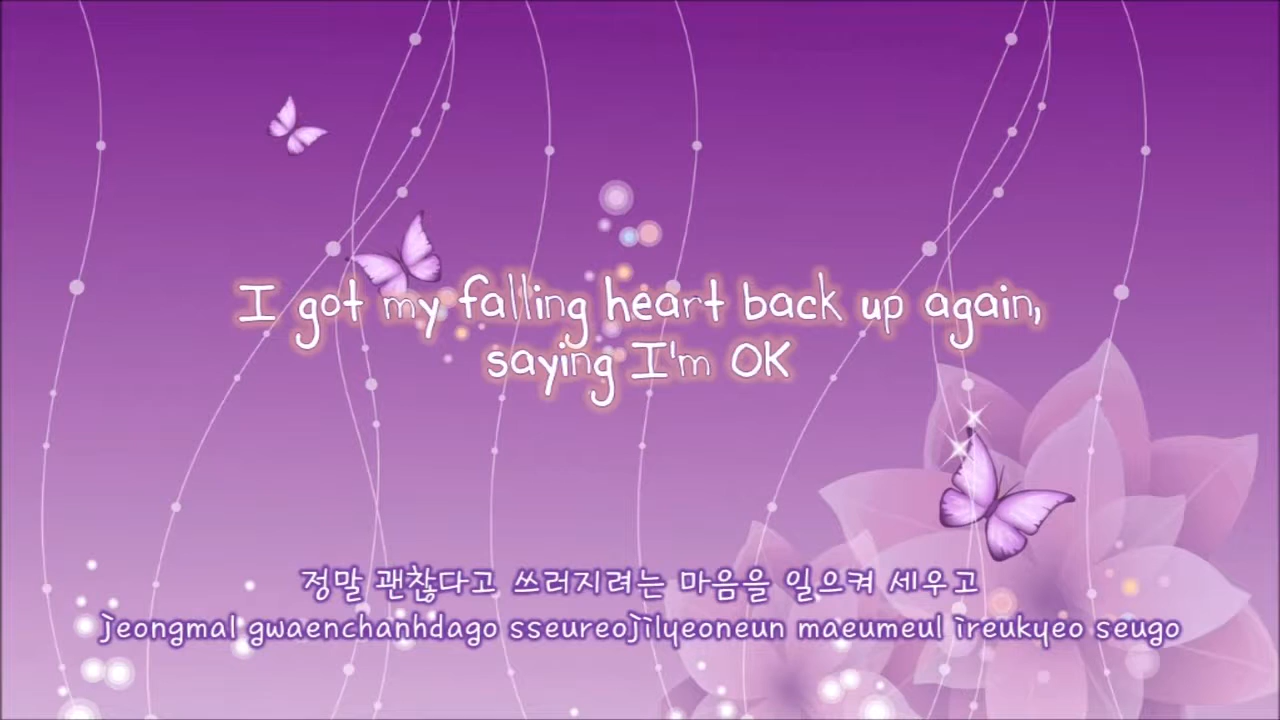 I got my falling heart back up again,
saying I'm OK
정말 괜찮다고 쓰러지려는 마음을 일으켜 세우고
jeongmal gwaenchanhdago sseureojilyeoneun maeumeul ireukyeo seugo